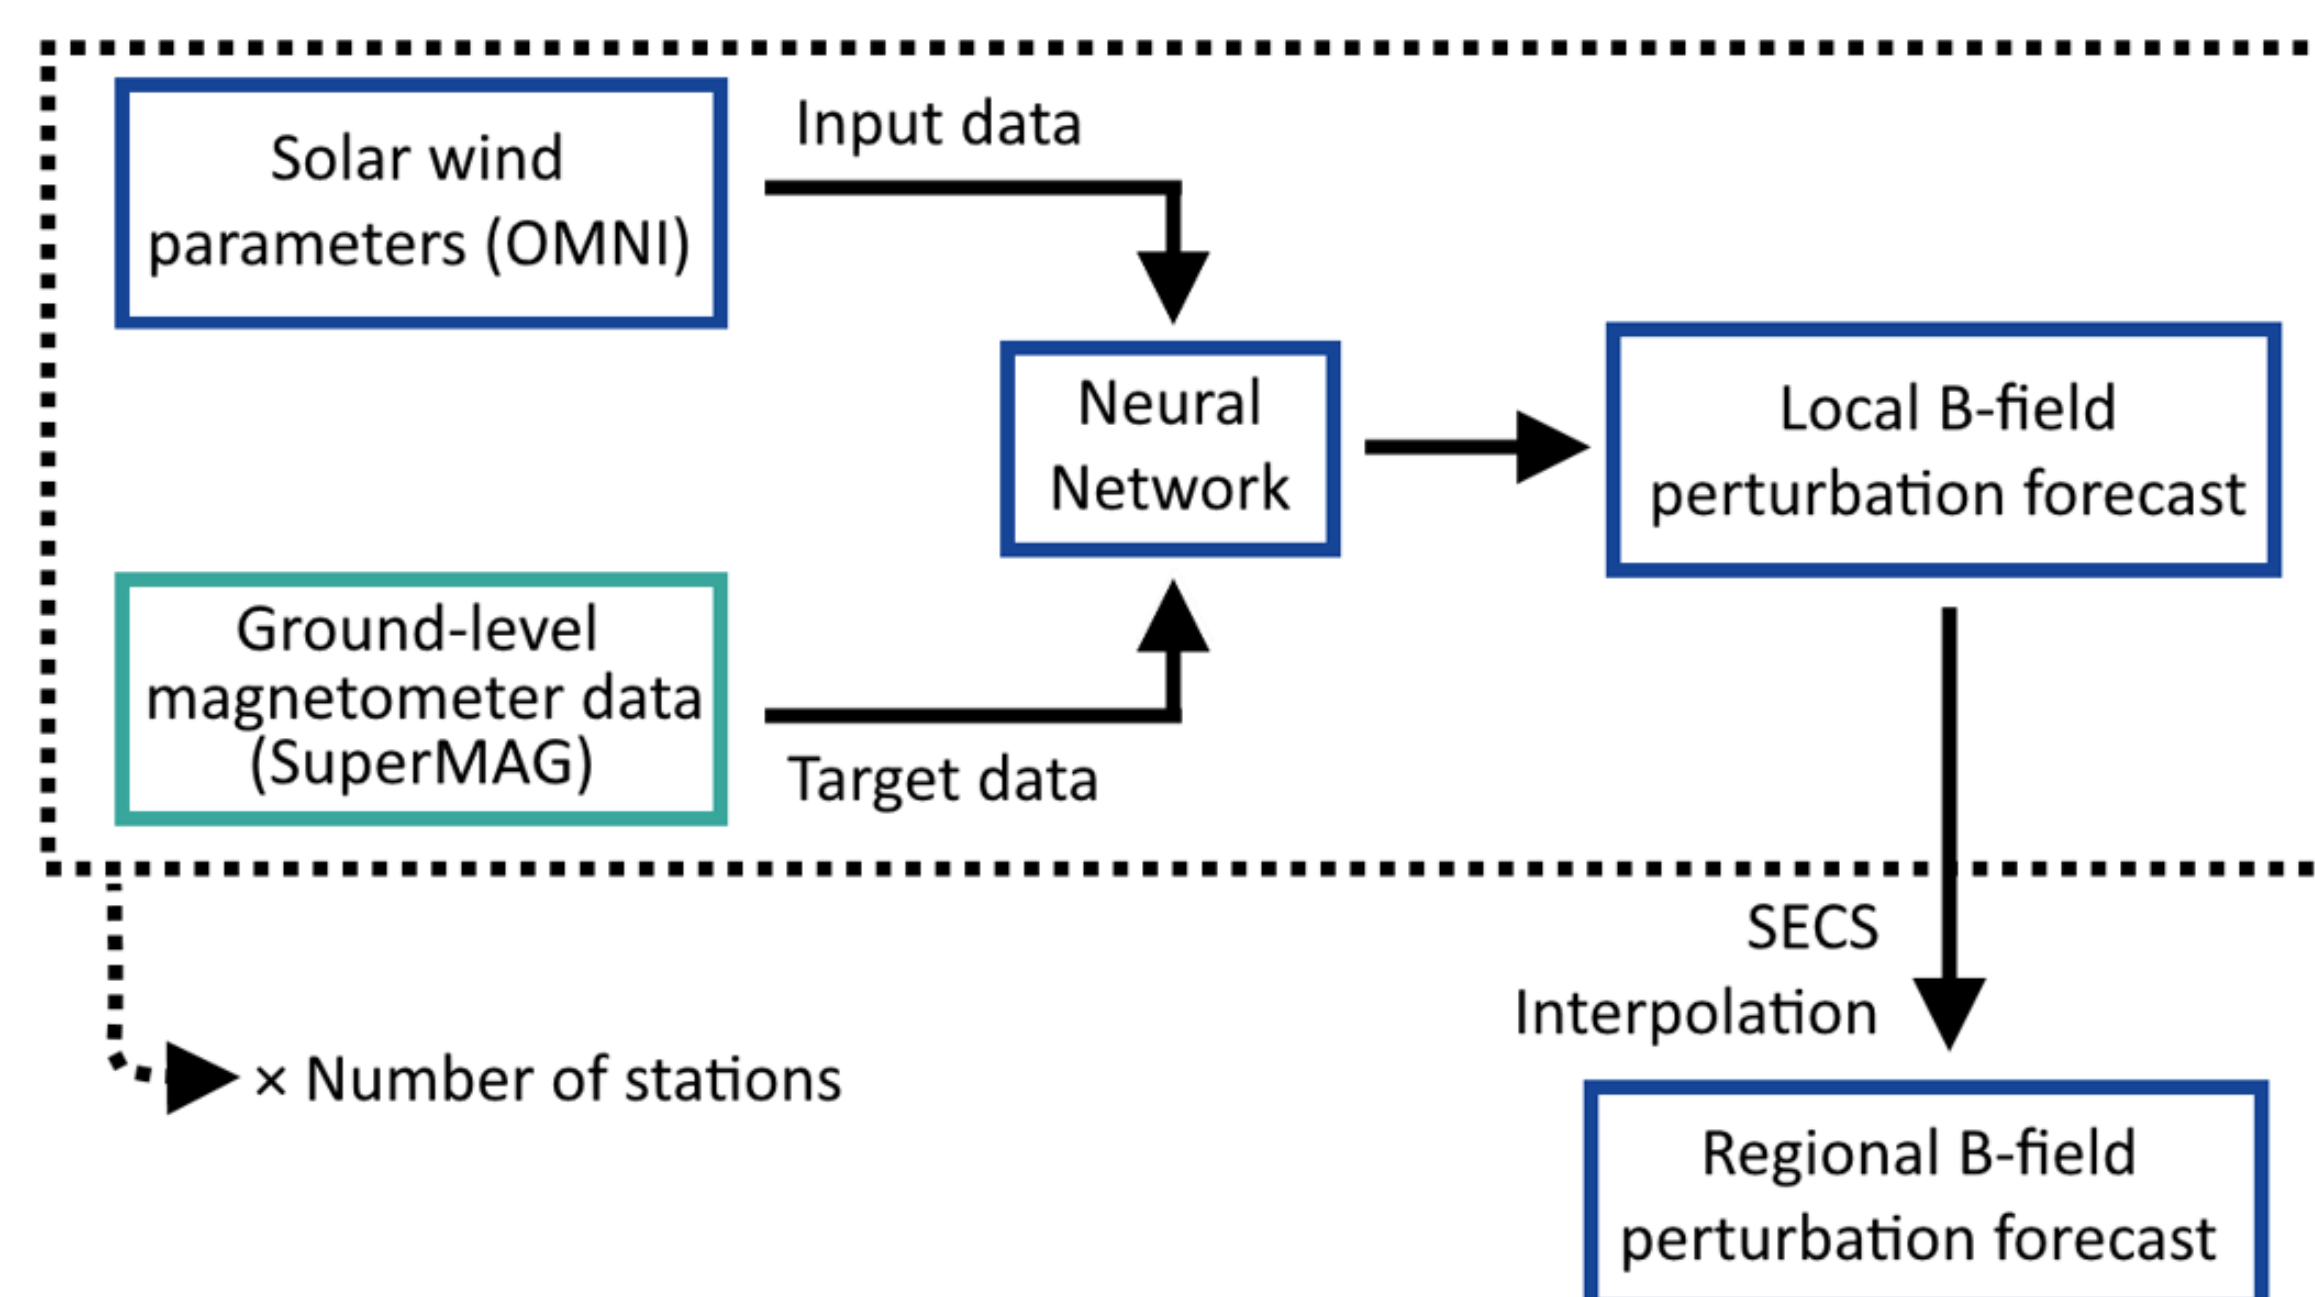 Solar wind
parameters (OMNI)
Input data
Neural
Network
Local B-field
perturbation forecast
Ground-level
magnetometer data
(SuperMAG)
Target data
SECS
Interpolation
× Number of stations
Regional B-field
perturbation forecast